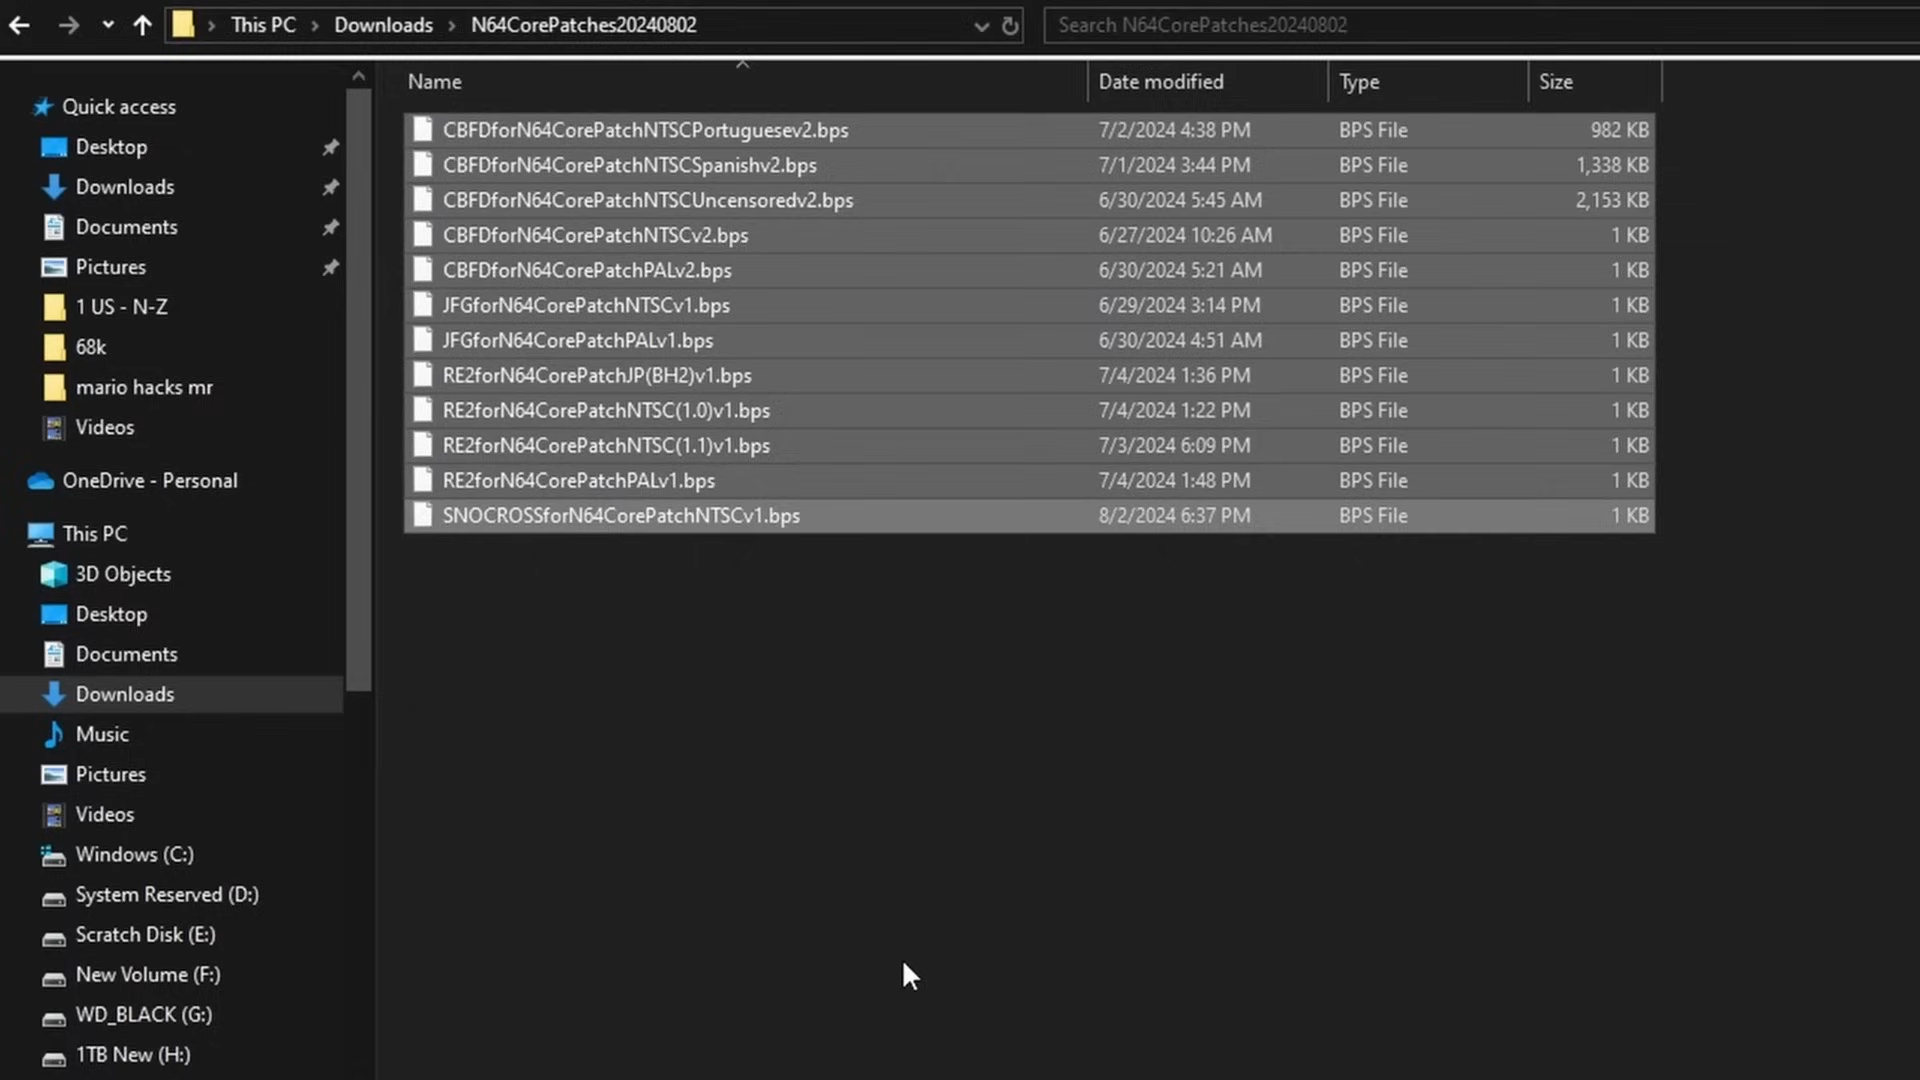 This PC > Downloads > N64CorePatches20240802
Search N64CorePatches20240802
Name Date modified Type Size
Quick access
Desktop
Downloads
Documents
Pictures
1 US - N-Z
68k
mario hacks mr
Videos
OneDrive - Personal
This PC
3D Objects
Desktop
Documents
Downloads
Music
Pictures
Videos
Windows (C:)
System Reserved (D:)
Scratch Disk (E:)
New Volume (F:)
WD_BLACK (G:)
1TB New (H:)
CBFDforN64CorePatchNTSCPortuguesev2.bps 7/2/2024 4:38 PM BPS File 982 KB
CBFDforN64CorePatchNTSCSpanishv2.bps 7/1/2024 3:44 PM BPS File 1,338 KB
CBFDforN64CorePatchNTSCUncensoredv2.bps 6/30/2024 5:45 AM BPS File 2,153 KB
CBFDforN64CorePatchNTSCv2.bps 6/27/2024 10:26 AM BPS File 1 KB
CBFDforN64CorePatchPALv2.bps 6/30/2024 5:21 AM BPS File 1 KB
JFGforN64CorePatchNTSCv1.bps 6/29/2024 3:14 PM BPS File 1 KB
JFGforN64CorePatchPALv1.bps 6/30/2024 4:51 AM BPS File 1 KB
RE2forN64CorePatchJP(BH2)v1.bps 7/4/2024 1:36 PM BPS File 1 KB
RE2forN64CorePatchNTSC(1.0)v1.bps 7/4/2024 1:22 PM BPS File 1 KB
RE2forN64CorePatchNTSC(1.1)v1.bps 7/3/2024 6:09 PM BPS File 1 KB
RE2forN64CorePatchPALv1.bps 7/4/2024 1:48 PM BPS File 1 KB
SNOCROSSforN64CorePatchNTSCv1.bps 8/2/2024 6:37 PM BPS File 1 KB